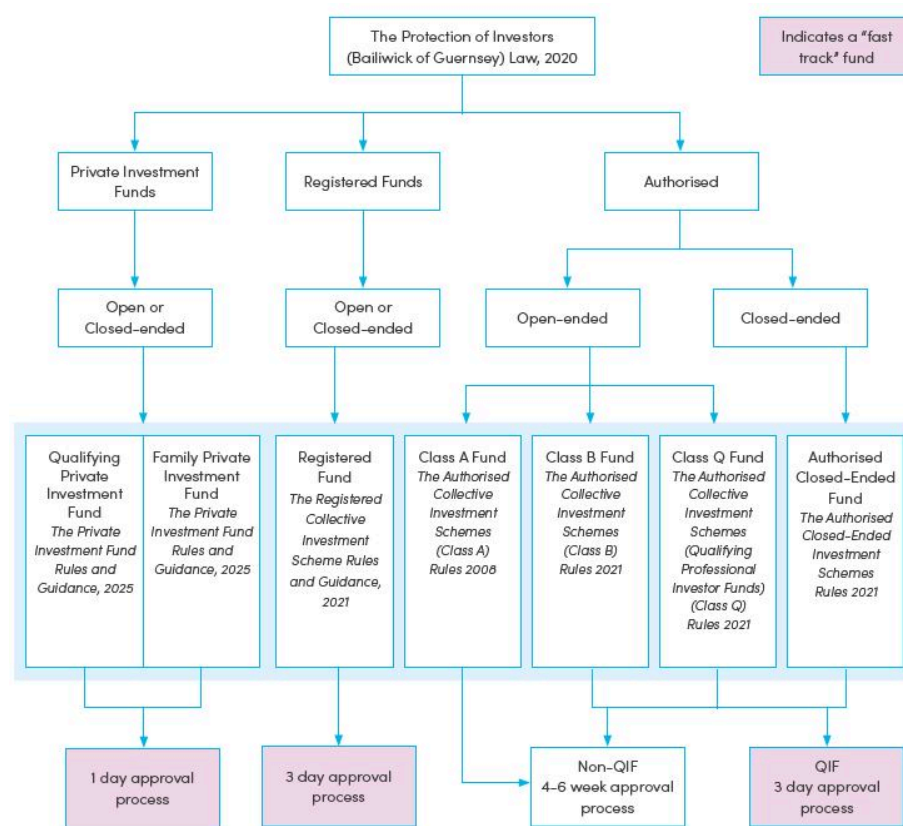 The Protection of Investors
(Bailiwick of Guernsey) Law, 2020
Indicates a “fast
track” fund
Private Investment
Funds
Registered Funds
Authorised
Open or
Closed-ended
Open or
Closed-ended
Open-ended
Closed-ended
Qualifying
Private
Investment
Fund
The Private
Investment Fund
Rules and
Guidance, 2025
Family Private
Investment
Fund
The Private
Investment Fund
Rules and
Guidance, 2025
Registered
Fund
The Registered
Collective
Investment
Scheme Rules
and Guidance,
2021
Class A Fund
The Authorised
Collective
Investment
Schemes
(Class A)
Rules 2008
Class B Fund
The Authorised
Collective
Investment
Schemes
(Class B)
Rules 2021
Class Q Fund
The Authorised
Collective
Investment
Schemes
(Qualifying
Professional
Investor Funds)
(Class Q)
Rules 2021
Authorised
Closed-Ended
Fund
The Authorised
Closed-Ended
Investment
Schemes
Rules 2021
1 day approval
process
3 day approval
process
Non-QIF
4-6 week approval
process
QIF
3 day approval
process